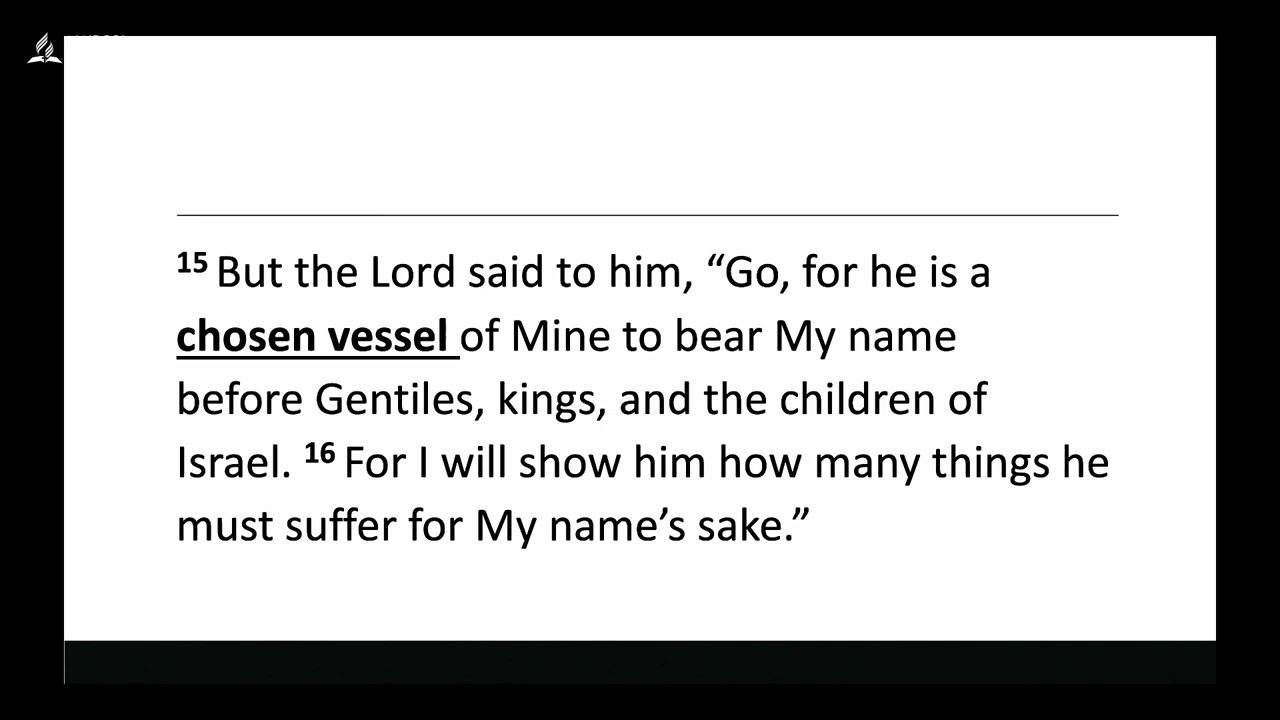 15 But the Lord said to him, “Go, for he is a
chosen vessel of Mine to bear My name
before Gentiles, kings, and the children of
Israel. 16 For I will show him how many things he
must suffer for My name’s sake.”